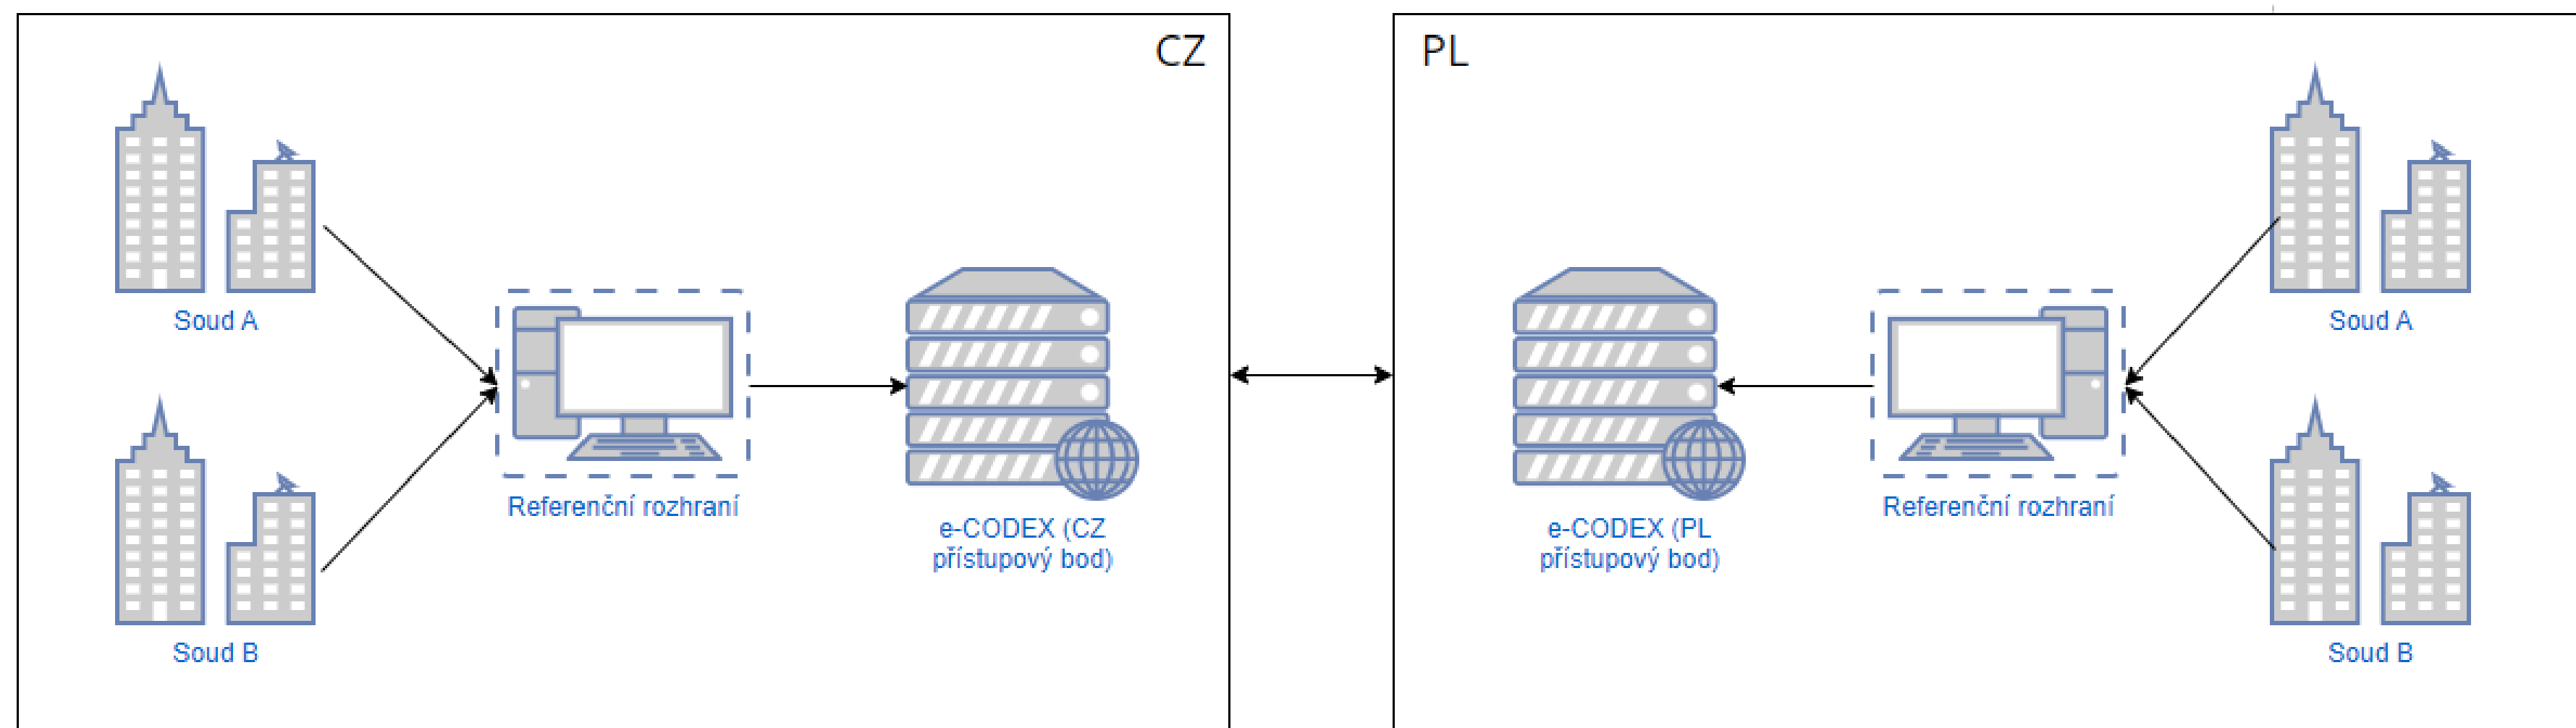 CZ
Soud A
Soud B
Referenční rozhraní
e-CODEX (CZ
přístupový bod)
PL
e-CODEX (PL
přístupový bod)
Referenční rozhraní
Soud A
Soud B